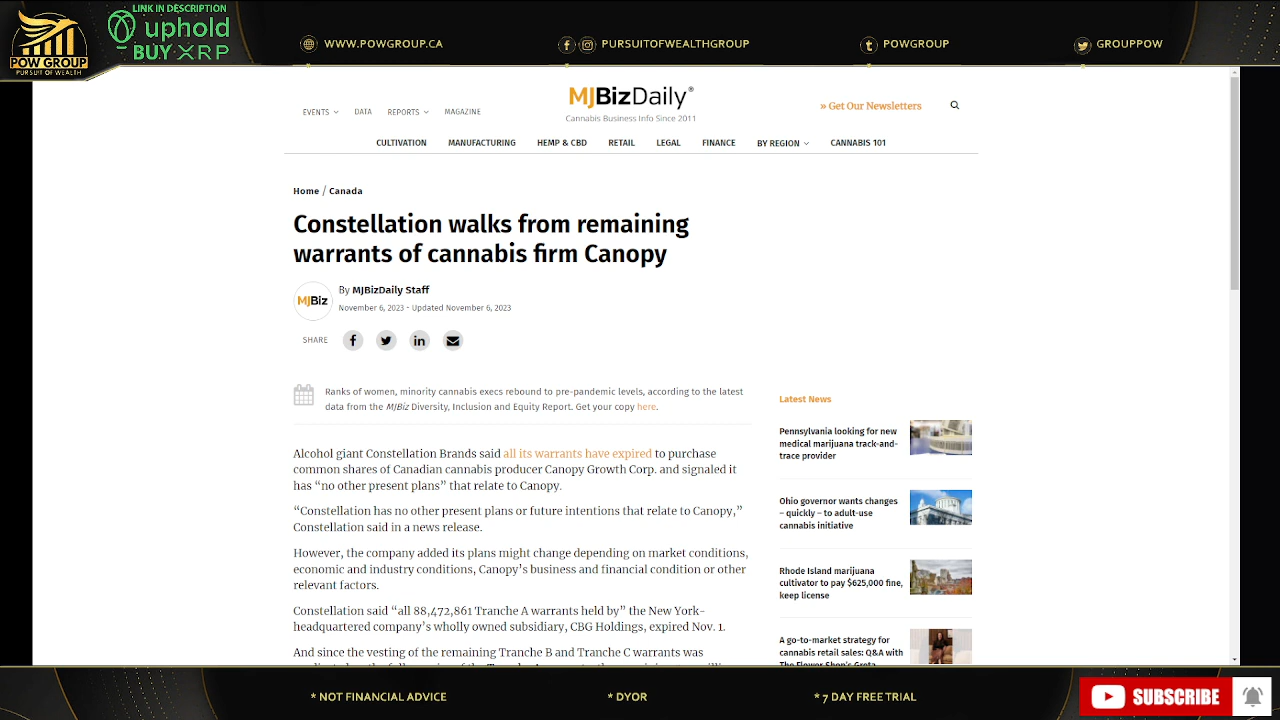 LINK IN DESCRIPTION
uphold
BUY XRP
POW GROUP
PURSUIT OF WEALTH
WWW.POWGROUP.CA
PURSUITOFWEALTHGROUP
POWGROUP
GROUPPOW
MJBizDaily®
Cannabis Business Info Since 2011
EVENTS
DATA
REPORTS
MAGAZINE
» Get Our Newsletters
CULTIVATION
MANUFACTURING
HEMP & CBD
RETAIL
LEGAL
FINANCE
BY REGION
CANNABIS 101
Home / Canada
Constellation walks from remaining
warrants of cannabis firm Canopy
MJBiz
By MJBizDaily Staff
November 6, 2023 - Updated November 6, 2023
SHARE
Ranks of women, minority cannabis execs rebound to pre-pandemic levels, according to the latest
data from the MJBiz Diversity, Inclusion and Equity Report. Get your copy here.
Alcohol giant Constellation Brands said all its warrants have expired to purchase
common shares of Canadian cannabis producer Canopy Growth Corp. and signaled it
has “no other present plans” that relate to Canopy.
“Constellation has no other present plans or future intentions that relate to Canopy,”
Constellation said in a news release.
However, the company added its plans might change depending on market conditions,
economic and industry conditions, Canopy’s business and financial condition or other
relevant factors.
Constellation said “all 88,472,861 Tranche A warrants held by” the New York-
headquartered company’s wholly owned subsidiary, CBG Holdings, expired Nov. 1.
And since the vesting of the remaining Tranche B and Tranche C warrants was
Latest News
Pennsylvania looking for new
medical marijuana track-and-
trace provider
Ohio governor wants changes
– quickly – to adult-use
cannabis initiative
Rhode Island marijuana
cultivator to pay $625,000 fine,
keep license
A go-to-market strategy for
cannabis retail sales: Q&A with
The Flower Shop’s Greta
* NOT FINANCIAL ADVICE
* DYOR
* 7 DAY FREE TRIAL
SUBSCRIBE